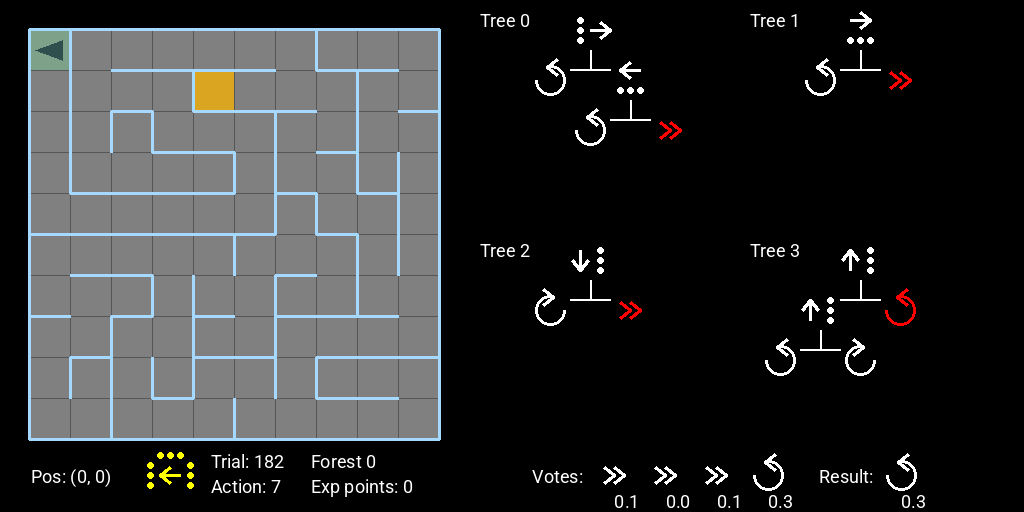 Tree 0
Tree 1
Tree 2
Tree 3
Pos: (0, 0)
Trial: 182
Forest 0
Action: 7
Exp points: 0
Votes:
0.1
0.0
0.1
0.3
Result:
0.3